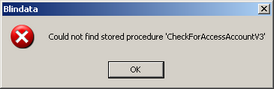 Blindata
Could not find stored procedure 'CheckForAccessAccountV3'
OK